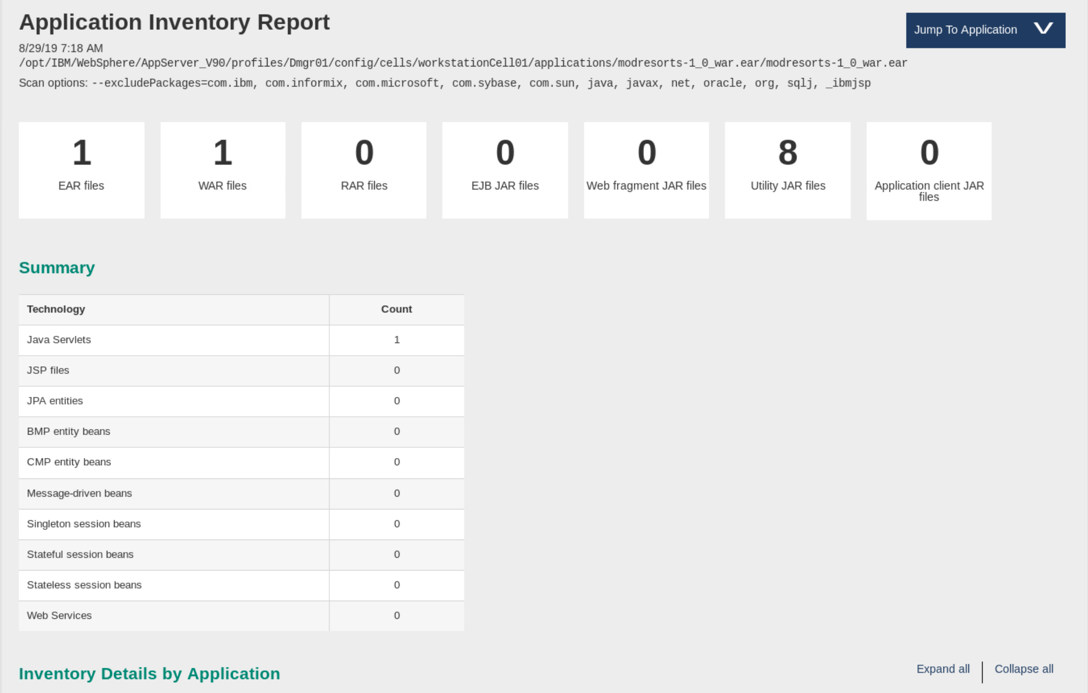 Application Inventory Report
Jump To Application
8/29/19 7:18 AM
/opt/IBM/WebSphere/AppServer_V90/profiles/Dmgr01/config/cells/workstationCell01/applications/modresorts-1_0_war.ear/modresorts-1_0_war.ear
Scan options: --excludePackages=com.ibm, com.informix, com.microsoft, com.sybase, com.sun, java, javax, net, oracle, org, sqlj, _ibmjsp
1
EAR files
1
WAR files
0
RAR files
0
EJB JAR files
0
Web fragment JAR files
8
Utility JAR files
0
Application client JAR
files
Summary
Technology Count
Java Servlets 1
JSP files 0
JPA entities 0
BMP entity beans 0
CMP entity beans 0
Message-driven beans 0
Singleton session beans 0
Stateful session beans 0
Stateless session beans 0
Web Services 0
Inventory Details by Application
Expand all Collapse all